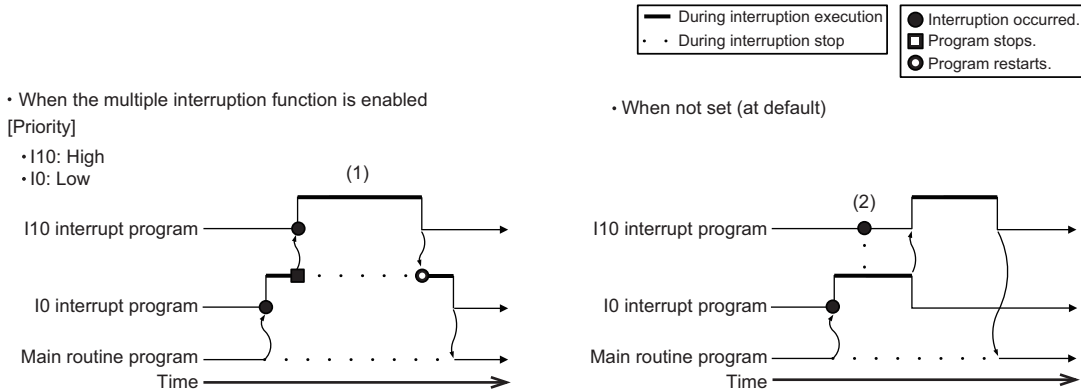 During interruption execution
During interruption stop
Interruption occurred.
Program stops.
Program restarts.
• When the multiple interruption function is enabled
[Priority]
• I10: High
• I0: Low
(1)
I10 interrupt program
I0 interrupt program
Main routine program
Time
• When not set (at default)
(2)
I10 interrupt program
I0 interrupt program
Main routine program
Time